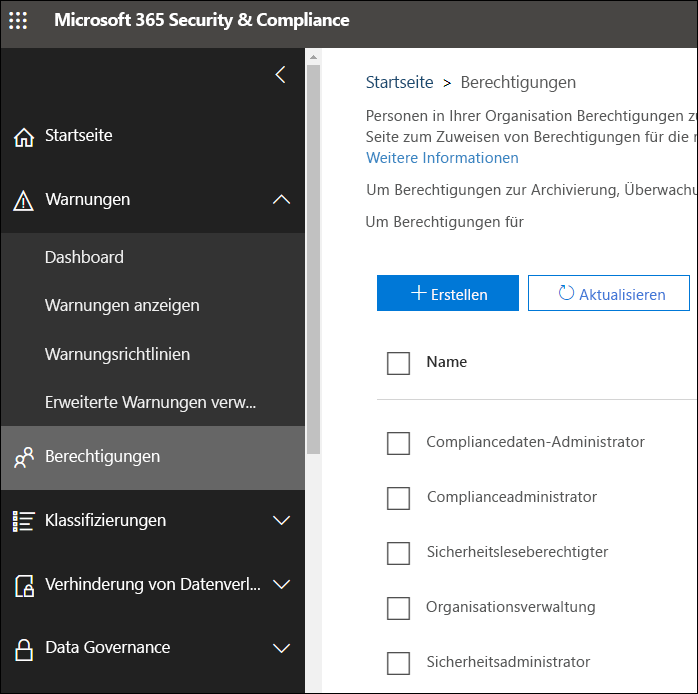 Microsoft 365 Security & Compliance
Startseite
Warnungen
Dashboard
Warnungen anzeigen
Warnungsrichtlinien
Erweiterte Warnungen verw...
Berechtigungen
Klassifizierungen
Verhinderung von Datenverl...
Data Governance
Startseite > Berechtigungen
Personen in Ihrer Organisation Berechtigungen zu
Seite zum Zuweisen von Berechtigungen für die
Weitere Informationen
Um Berechtigungen zur Archivierung, Überwachu
Um Berechtigungen für
Erstellen
Aktualisieren
Name
Compliancedaten-Administrator
Complianceadministrator
Sicherheitsleseberechtigter
Organisationsverwaltung
Sicherheitsadministrator